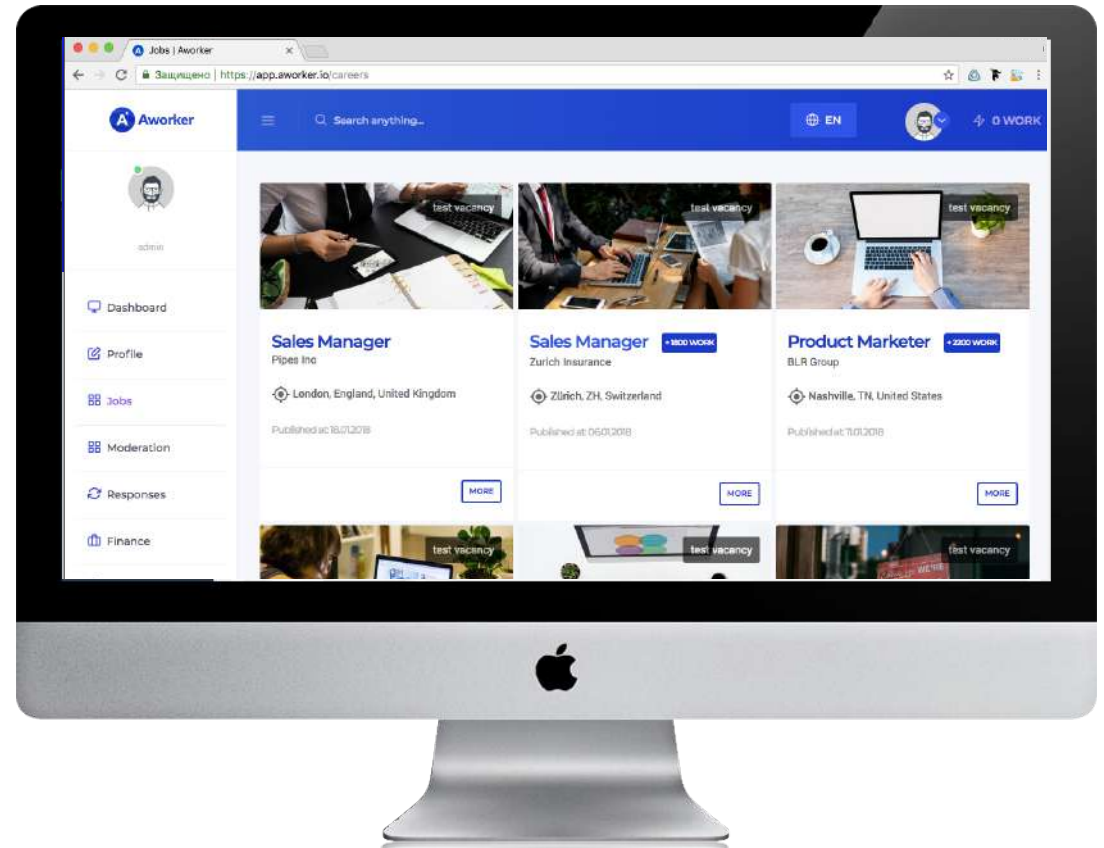 Jobs | Aworker
Защищено | https://app.aworker.io/careers
Aworker
Search anything...
EN
0 WORK
admin
Dashboard
Profile
Jobs
Moderation
Responses
Finance
test vacancy
Sales Manager
Pipes Inc
London, England, United Kingdom
Published at: 18.01.2018
MORE
test vacancy
Sales Manager
+1800 WORK
Zurich Insurance
Zürich, ZH, Switzerland
Published at: 06.01.2018
MORE
test vacancy
Product Marketer
+2200 WORK
BLR Group
Nashville, TN, United States
Published at: 11.01.2018
MORE
test vacancy
test vacancy
test vacancy
WE'RE